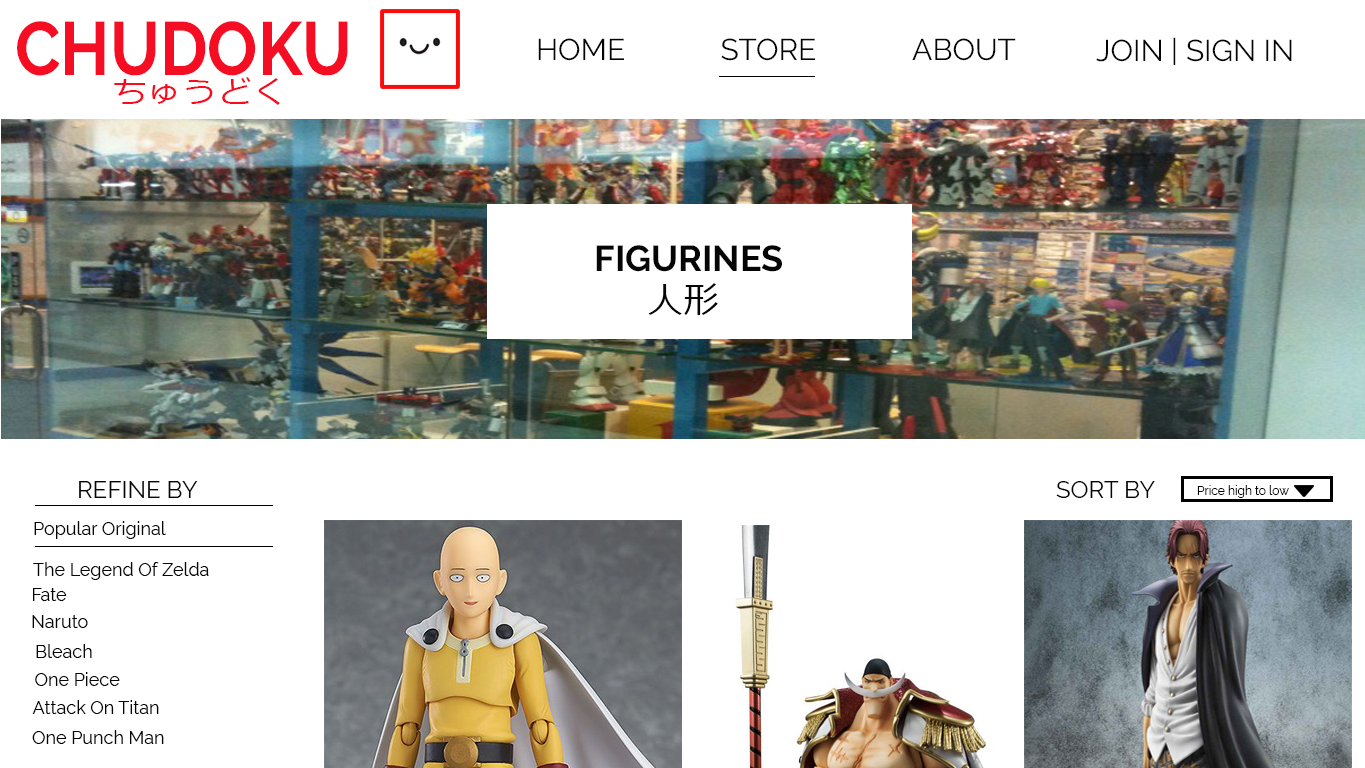 CHUDOKU
ちゅうどく
HOME
STORE
ABOUT
JOIN | SIGN IN
FIGURINES
人形
REFINE BY
SORT BY
Price high to low
Popular Original
The Legend Of Zelda
Fate
Naruto
Bleach
One Piece
Attack On Titan
One Punch Man